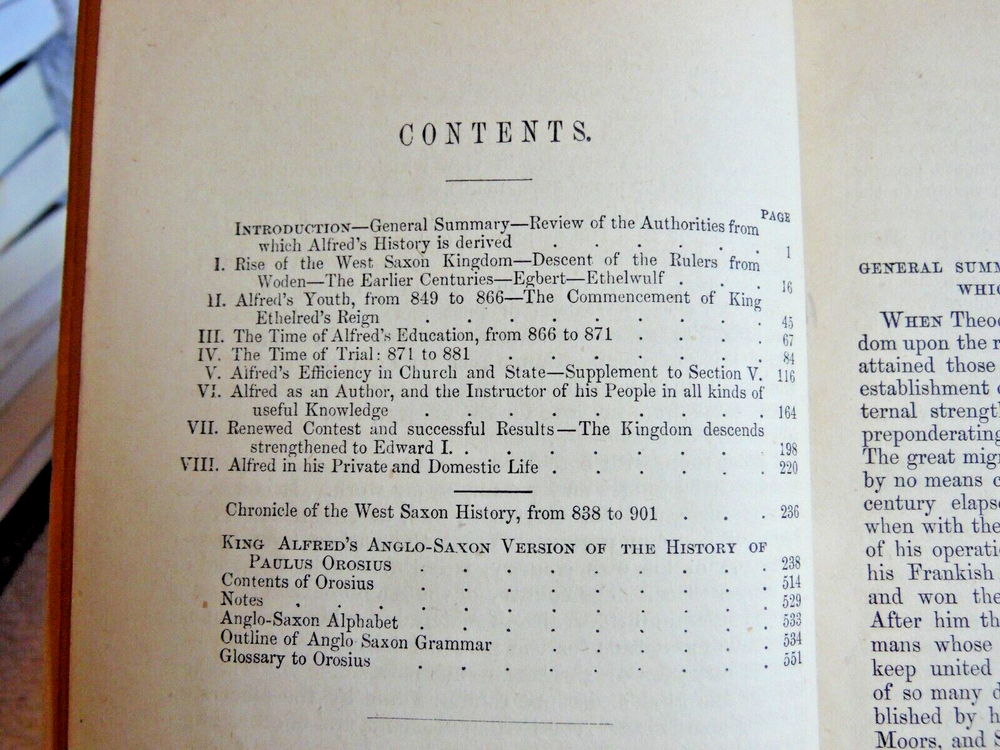 CONTENTS.
PAGE
INTRODUCTION—General Summary—Review of the Authorities from
which Alfred's History is derived . . . . . . 1
I. Rise of the West Saxon Kingdom—Descent of the Rulers from
Woden—The Earlier Centuries—Egbert—Ethelwulf . . . 16
II. Alfred's Youth, from 849 to 866—The Commencement of King
Ethelred's Reign . . . . . . . . . 45
III. The Time of Alfred's Education, from 866 to 871 . . . . 67
IV. The Time of Trial: 871 to 881 . . . . . . . 84
V. Alfred's Efficiency in Church and State—Supplement to Section V. 116
VI. Alfred as an Author, and the Instructor of his People in all kinds of
useful Knowledge . . . . . . . . . 164
VII. Renewed Contest and successful Results—The Kingdom descends
strengthened to Edward I. . . . . . . . 198
VIII. Alfred in his Private and Domestic Life . . . . . . 220
Chronicle of the West Saxon History, from 838 to 901 . . . 236
KING ALFRED'S ANGLO-SAXON VERSION OF THE HISTORY OF
PAULUS OROSIUS . . . . . . . . . 238
Contents of Orosius . . . . . . . . . 514
Notes . . . . . . . . . . . . 529
Anglo-Saxon Alphabet . . . . . . . . . 533
Outline of Anglo Saxon Grammar . . . . . . . 534
Glossary to Orosius . . . . . . . . . 551
GENERAL SUMM
WHIC
WHEN Theod
dom upon the r
attained those
establishment
ternal strengt
preponderating
The great migr
by no means
century elaps
when with the
of his operati
his Frankish
and won the
After him th
mans whose
keep united
of so many
blished by h
Moors, and S